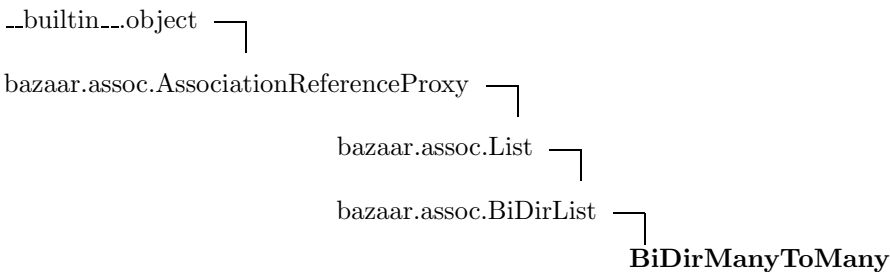 __builtin__.object
bazaar.assoc.AssociationReferenceProxy
bazaar.assoc.List
bazaar.assoc.BiDirList
BiDirManyToMany